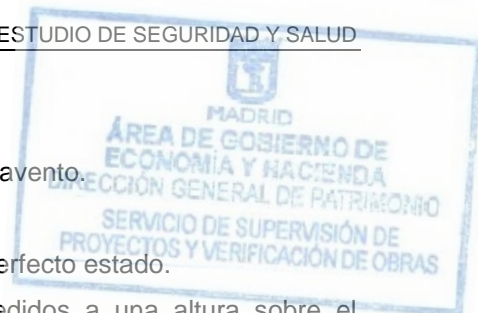 ESTUDIO DE SEGURIDAD Y SALUD
MADRID
ÁREA DE GOBIERNO DE
ECONOMÍA Y HACIENDA
avento.
DIRECCIÓN GENERAL DE PATRIMONIO
SERVICIO DE SUPERVISIÓN DE
PROYECTOS Y VERIFICACIÓN DE OBRAS
erfecto estado.
edidos a una altura sobre el